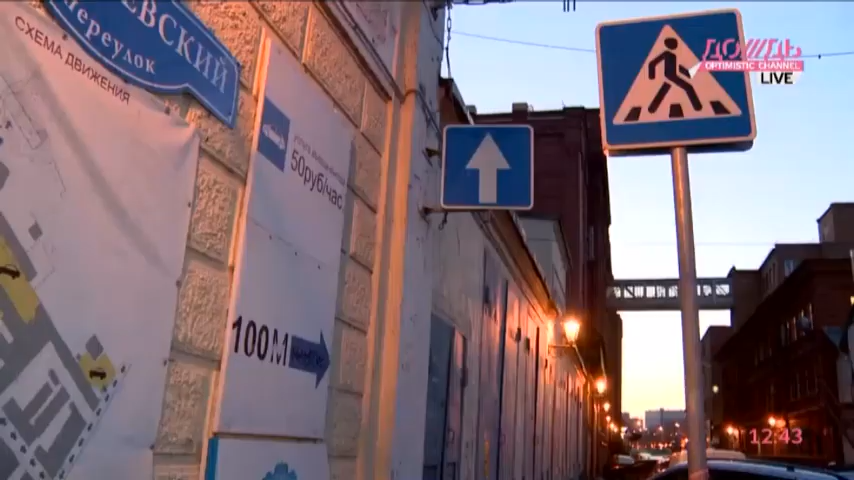 ЕВСКИЙ
переулок
СХЕМА ДВИЖЕНИЯ
50руб/час
100М
ДОЖДЬ
OPTIMISTIC CHANNEL
LIVE
12:43